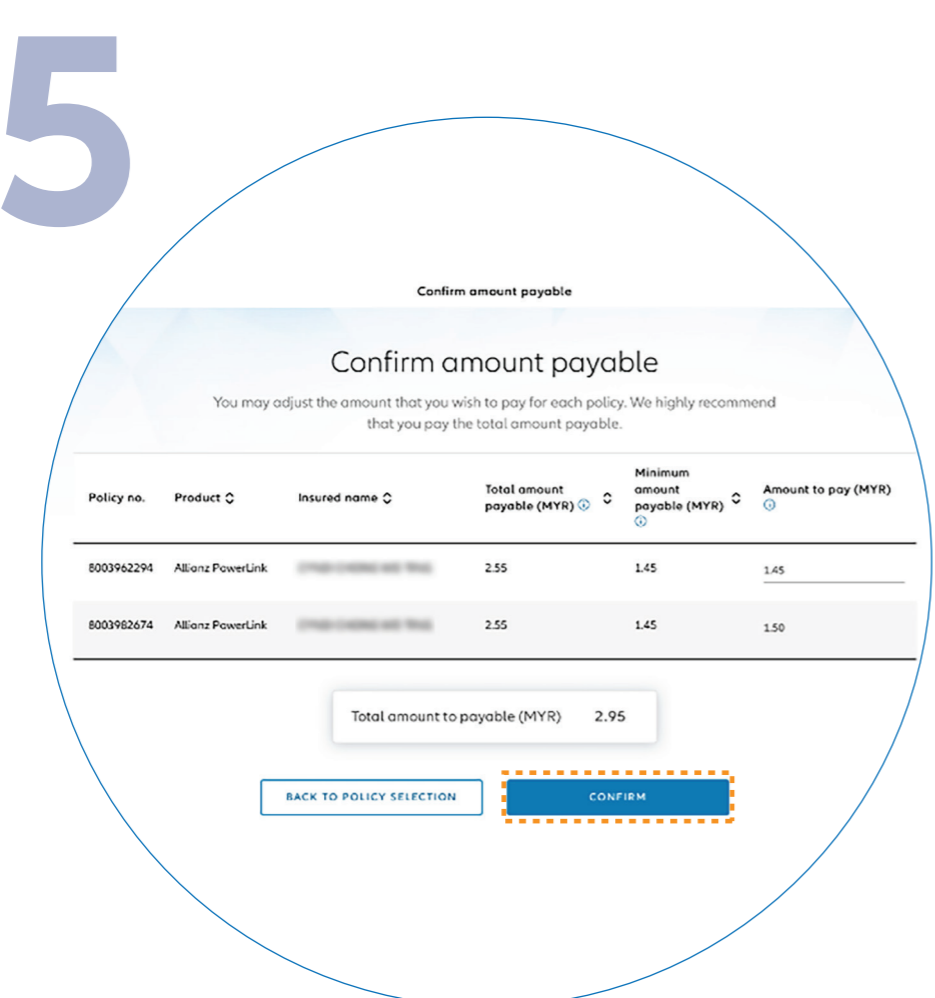 5
Confirm amount payable
Confirm amount payable
You may adjust the amount that you wish to pay for each policy. We highly recommend
that you pay the total amount payable.
Policy no. Product Insured name Total amount payable (MYR) Minimum amount payable (MYR) Amount to pay (MYR)
8003962294 Allianz PowerLink 2.55 1.45 1.45
8003982674 Allianz PowerLink 2.55 1.45 1.50
Total amount to payable (MYR) 2.95
BACK TO POLICY SELECTION CONFIRM